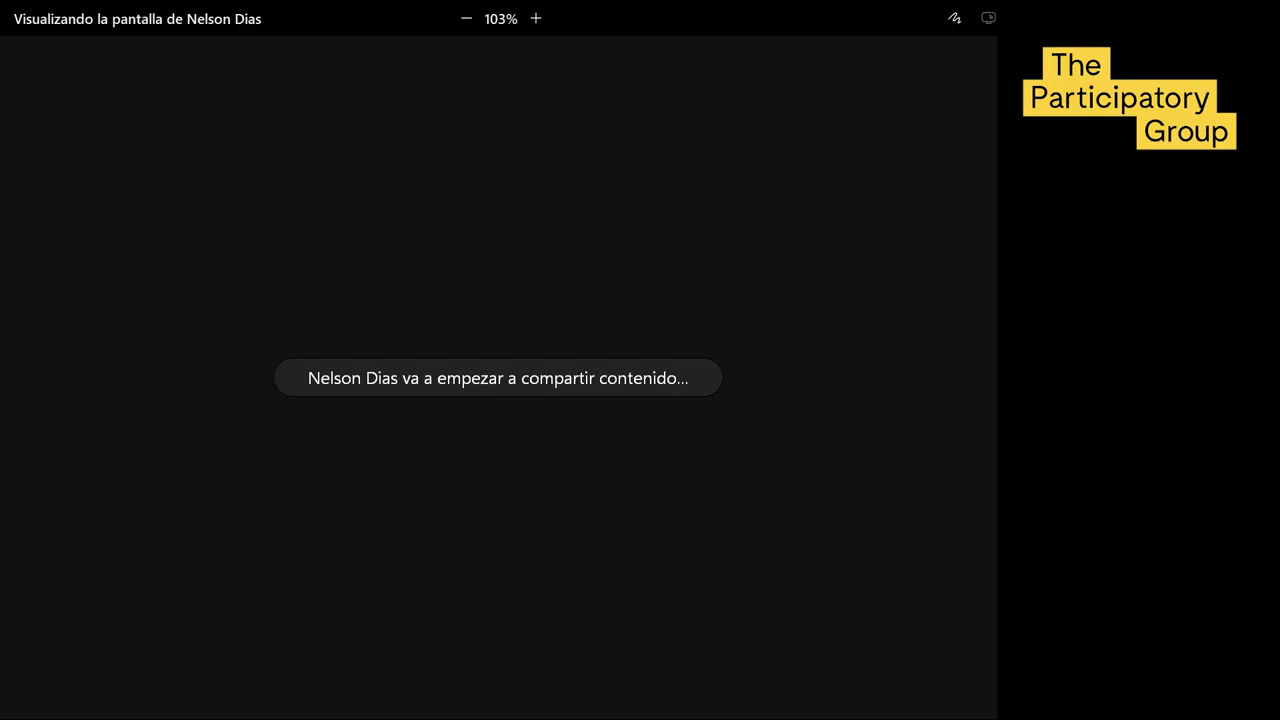 Visualizando la pantalla de Nelson Dias
103%
The
Participatory
Group
Nelson Dias va a empezar a compartir contenido...